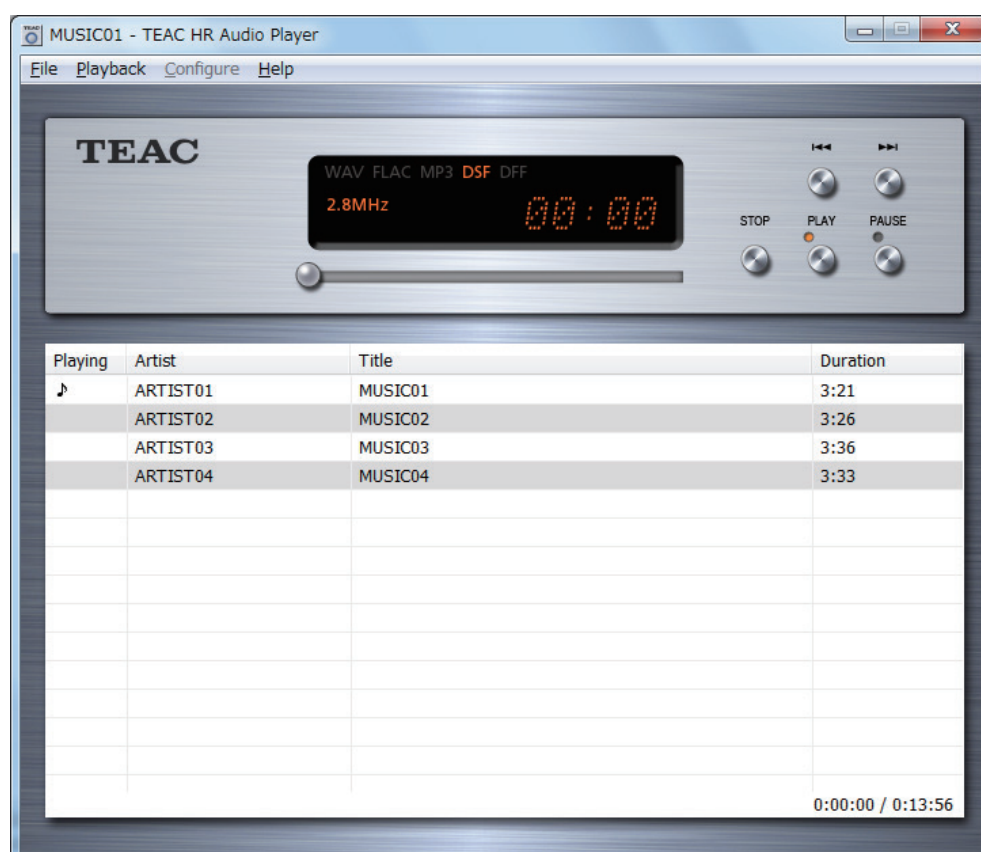 MUSIC01 - TEAC HR Audio Player
File Playback Configure Help
TEAC
WAV FLAC MP3 DSF DFF
2.8MHz 00:00
STOP PLAY PAUSE
Playing Artist Title Duration
♪ ARTIST01 MUSIC01 3:21
ARTIST02 MUSIC02 3:26
ARTIST03 MUSIC03 3:36
ARTIST04 MUSIC04 3:33
0:00:00 / 0:13:56